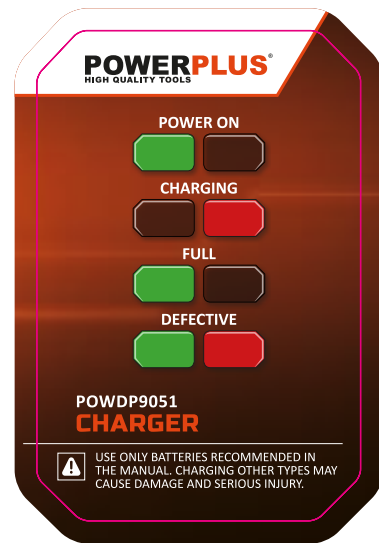 POWERPLUS®
HIGH QUALITY TOOLS
POWER ON
CHARGING
FULL
DEFECTIVE
POWDP9051
CHARGER
USE ONLY BATTERIES RECOMMENDED IN
THE MANUAL. CHARGING OTHER TYPES MAY
CAUSE DAMAGE AND SERIOUS INJURY.